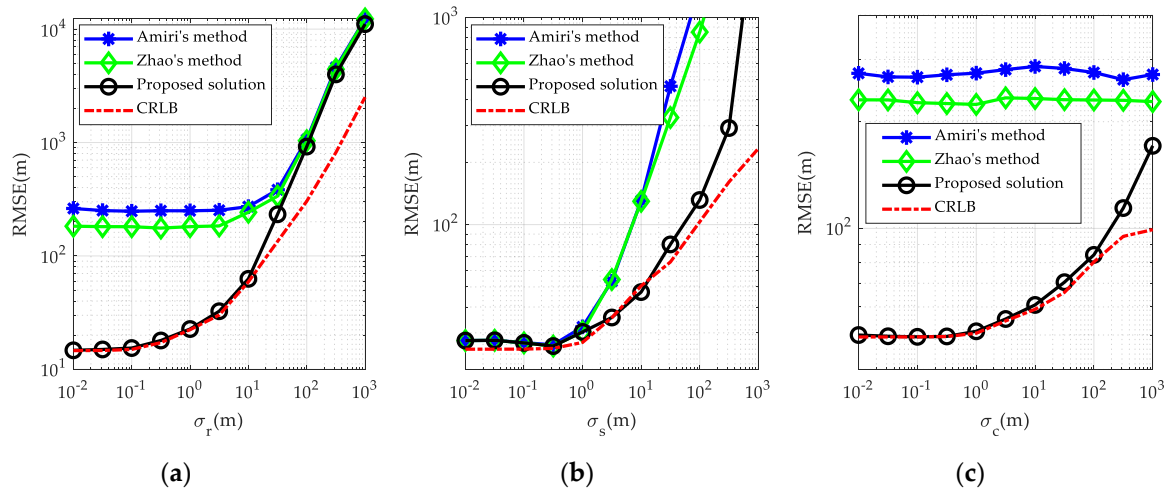 10^4
10^3
10^2
10^1
RMSE(m)
Amiri's method
Zhao's method
Proposed solution
CRLB
10^-2 10^-1 10^0 10^1 10^2 10^3
σ_r(m)
(a)
10^3
10^2
RMSE(m)
Amiri's method
Zhao's method
Proposed solution
CRLB
10^-2 10^-1 10^0 10^1 10^2 10^3
σ_s(m)
(b)
10^2
RMSE(m)
Amiri's method
Zhao's method
Proposed solution
CRLB
10^-2 10^-1 10^0 10^1 10^2 10^3
σ_c(m)
(c)